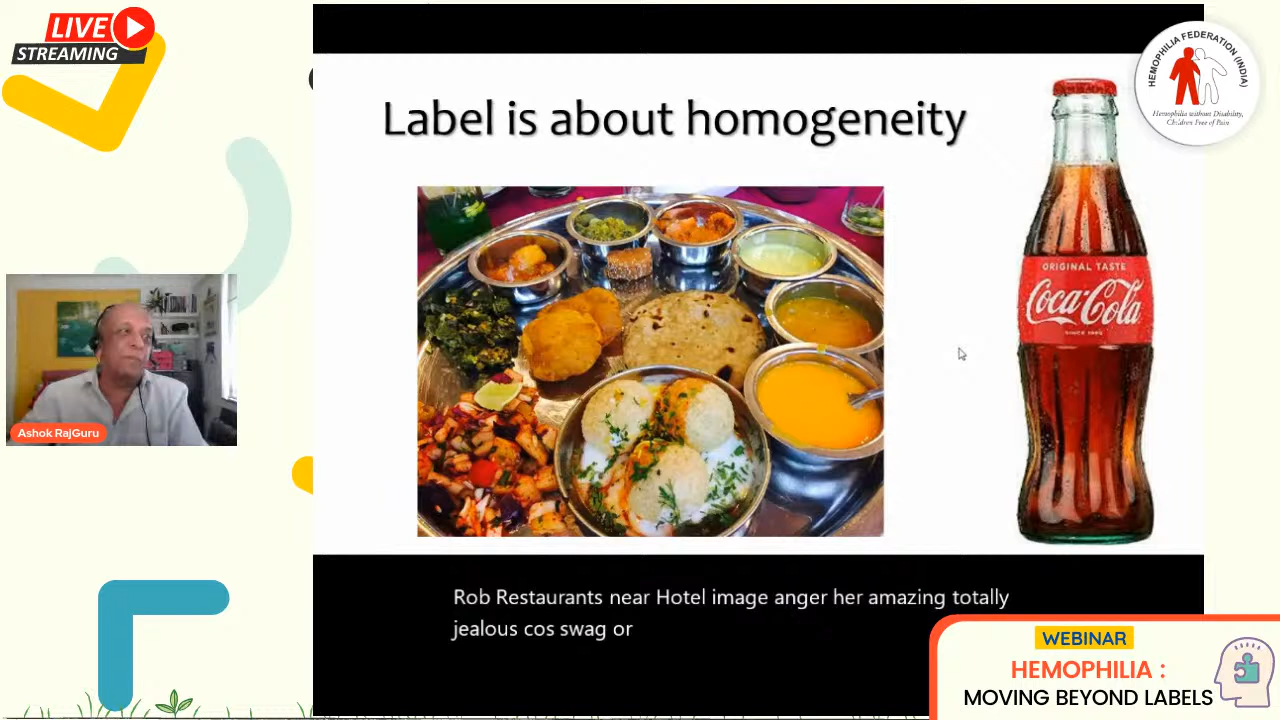 LIVE
STREAMING
HEMOPHILIA FEDERATION (INDIA)
Hemophilia without Disability,
Children Free of Pain
Label is about homogeneity
ORIGINAL TASTE
Coca-Cola
Ashok RajGuru
Rob Restaurants near Hotel image anger her amazing totally
jealous cos swag or
WEBINAR
HEMOPHILIA :
MOVING BEYOND LABELS